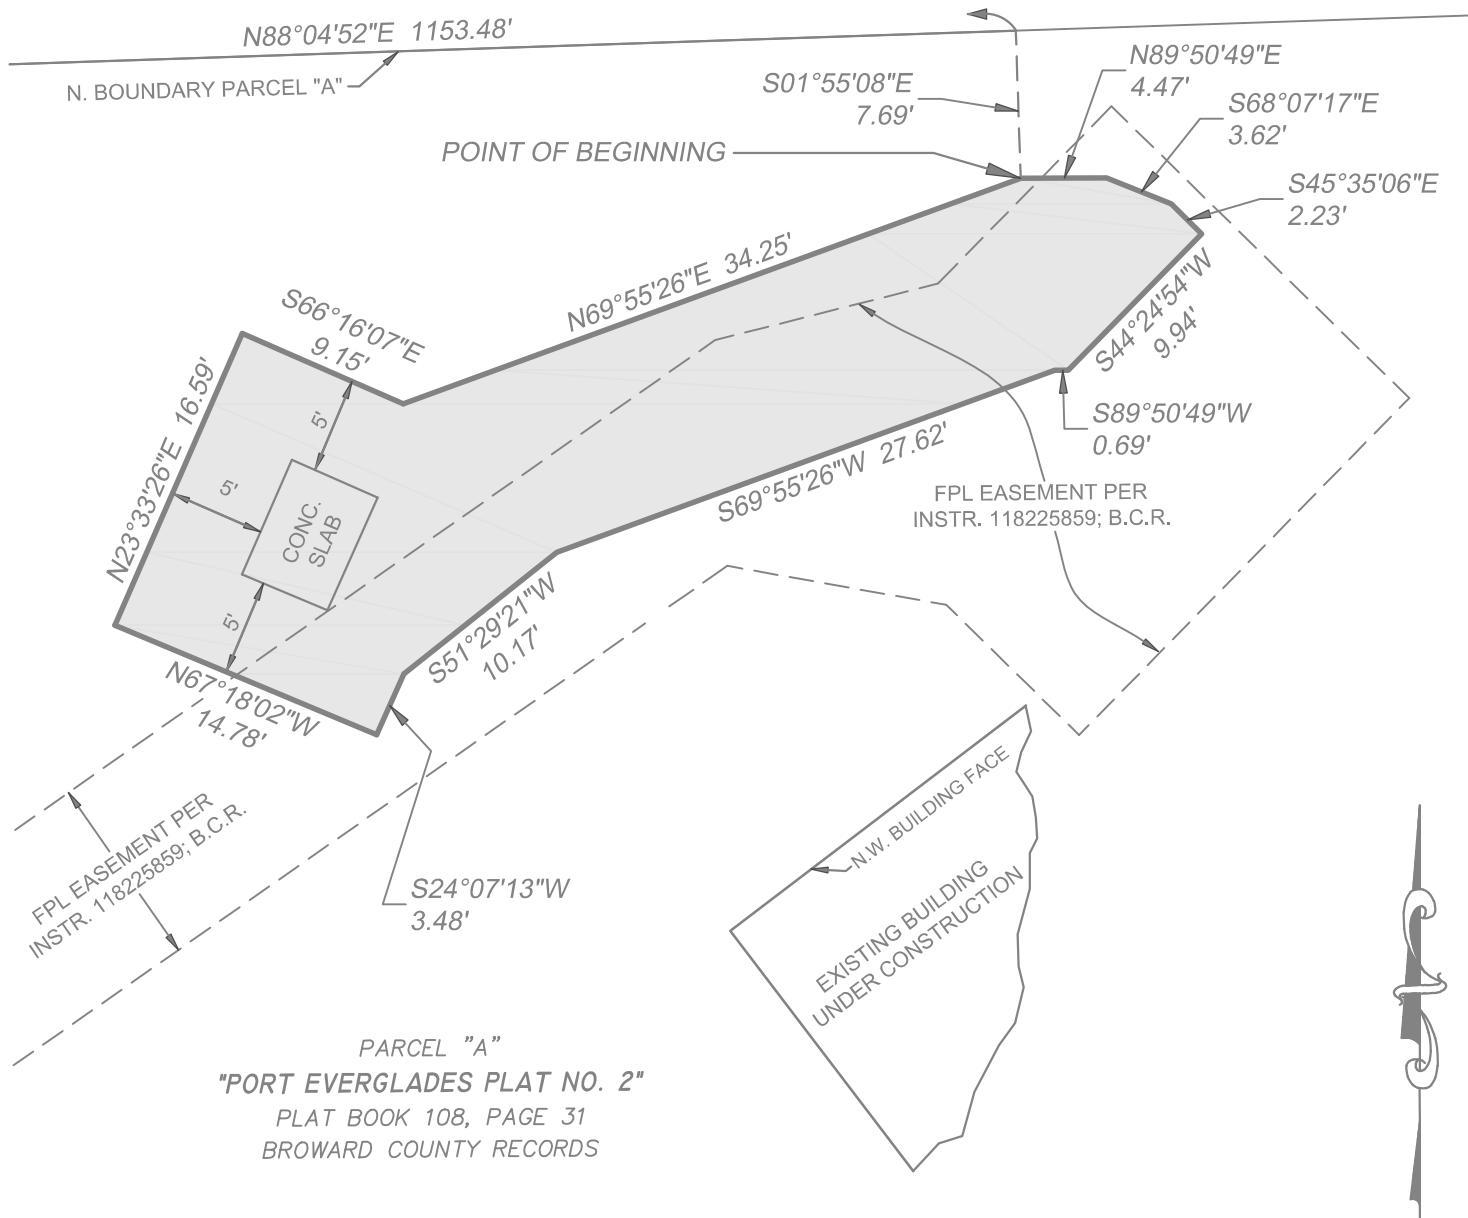 N88°04'52"E 1153.48'
N. BOUNDARY PARCEL "A"
S01°55'08"E
7.69'
N89°50'49"E
4.47'
S68°07'17"E
3.62'
POINT OF BEGINNING
S45°35'06"E
2.23'
N69°55'26"E 34.25'
S66°16'07"E
9.15'
S44°24'54"W
9.94'
N23°33'26"E 16.59'
5'
5'
5'
CONC.
SLAB
S89°50'49"W
0.69'
S69°55'26"W 27.62'
FPL EASEMENT PER
INSTR. 118225859; B.C.R.
S51°29'21"W
10.17'
N67°18'02"W
14.78'
FPL EASEMENT PER
INSTR. 118225859; B.C.R.
S24°07'13"W
3.48'
N.W. BUILDING FACE
EXISTING BUILDING
UNDER CONSTRUCTION
PARCEL "A"
"PORT EVERGLADES PLAT NO. 2"
PLAT BOOK 108, PAGE 31
BROWARD COUNTY RECORDS